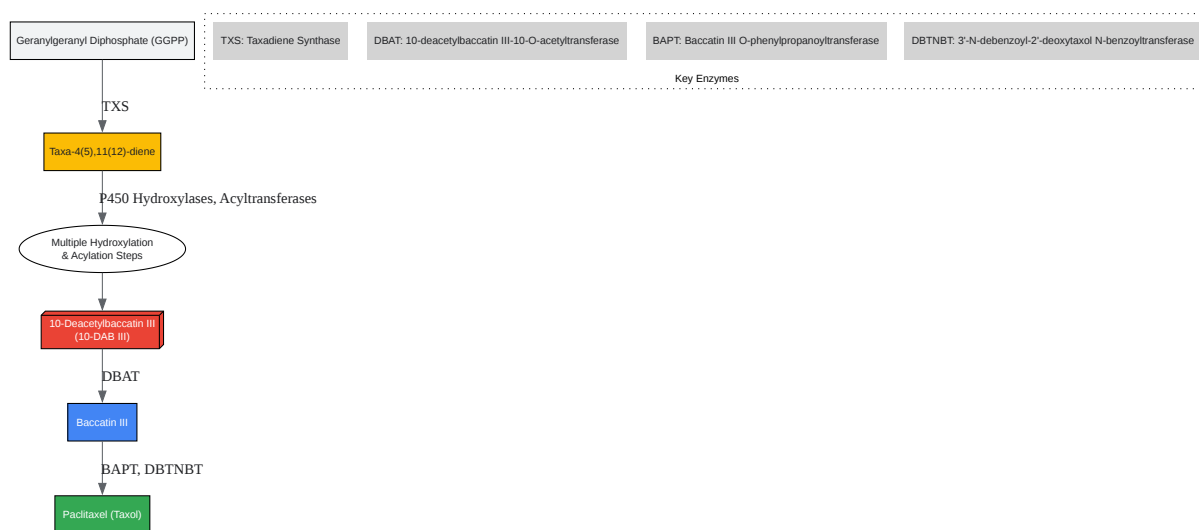 Geranylgeranyl Diphosphate (GGPP)
TXS: Taxadiene Synthase
DBAT: 10-deacetylbaccatin III-10-O-acetyltransferase
BAPT: Baccatin III O-phenylpropanoyltransferase
DBTNBT: 3'-N-debenzoyl-2'-deoxytaxol N-benzoyltransferase
Key Enzymes
TXS
Taxa-4(5),11(12)-diene
P450 Hydroxylases, Acyltransferases
Multiple Hydroxylation
& Acylation Steps
10-Deacetylbaccatin III
(10-DAB III)
DBAT
Baccatin III
BAPT, DBTNBT
Paclitaxel (Taxol)